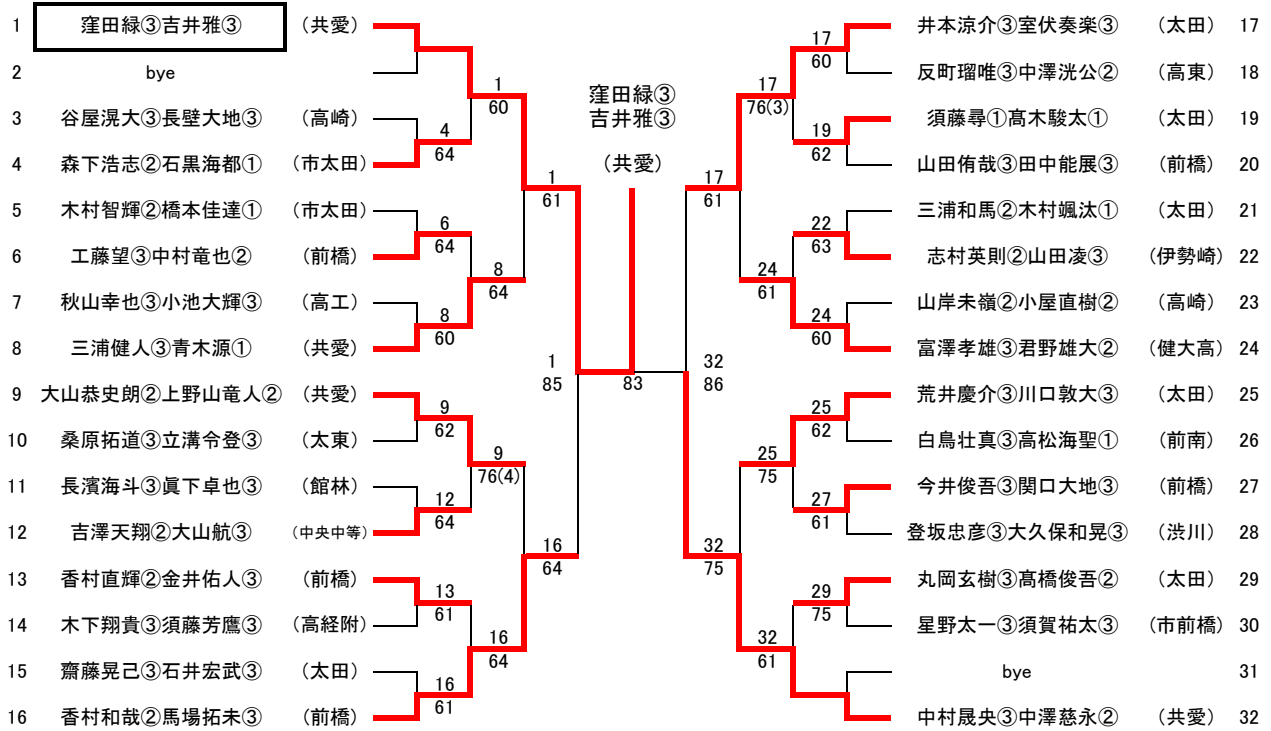 1 窪田緑③吉井雅③ （共愛）
2 bye
3 谷屋滉大③長壁大地③ （高崎）
4 森下浩志②石黒海都① （市太田）
5 木村智輝②橋本佳達① （市太田）
6 工藤望③中村竜也② （前橋）
7 秋山幸也③小池大輝③ （高工）
8 三浦健人③青木源① （共愛）
9 大山恭史朗②上野山竜人② （共愛）
10 桑原拓道③立溝令登③ （太東）
11 長濱海斗③眞下卓也③ （館林）
12 吉澤天翔②大山航③ （中央中等）
13 香村直輝②金井佑人③ （前橋）
14 木下翔貴③須藤芳鷹③ （高経附）
15 齋藤晃己③石井宏武③ （太田）
16 香村和哉②馬場拓未③ （前橋）
4
64
6
64
8
60
9
62
12
64
13
61
16
61
1
60
8
64
9
76(4)
16
64
1
61
16
64
1
85
窪田緑③
吉井雅③
（共愛）
83
32
86
17
61
32
75
17
76(3)
24
61
25
75
32
61
17
60
19
62
22
63
24
60
25
62
27
61
29
75
井本涼介③室伏奏楽③ （太田） 17
反町瑠唯③中澤洸公② （高東） 18
須藤尋①髙木駿太① （太田） 19
山田侑哉③田中能展③ （前橋） 20
三浦和馬②木村颯汰① （太田） 21
志村英則②山田凌③ （伊勢崎） 22
山岸未嶺②小屋直樹② （高崎） 23
富澤孝雄③君野雄大② （健大高） 24
荒井慶介③川口敦大③ （太田） 25
白鳥壮真③高松海聖① （前南） 26
今井俊吾③関口大地③ （前橋） 27
登坂忠彦③大久保和晃③ （渋川） 28
丸岡玄樹③髙橋俊吾② （太田） 29
星野太一③須賀祐太③ （市前橋） 30
bye 31
中村晟央③中澤慈永② （共愛） 32